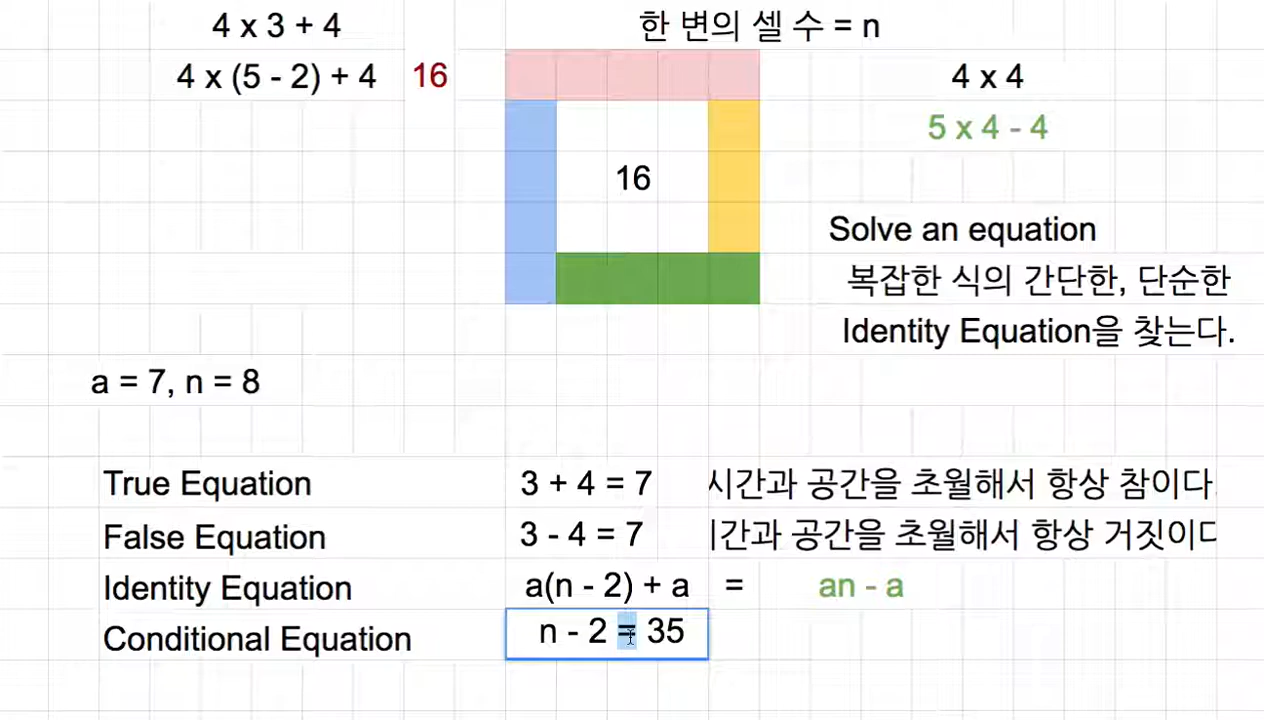 4 x 3 + 4
한 변의 셀 수 = n
4 x (5 - 2) + 4 16
4 x 4
5 x 4 - 4
16
Solve an equation
복잡한 식의 간단한, 단순한
Identity Equation을 찾는다.
a = 7, n = 8
True Equation 3 + 4 = 7 시간과 공간을 초월해서 항상 참이다.
False Equation 3 - 4 = 7 간과 공간을 초월해서 항상 거짓이
Identity Equation a(n - 2) + a = an - a
Conditional Equation n - 2 = 35